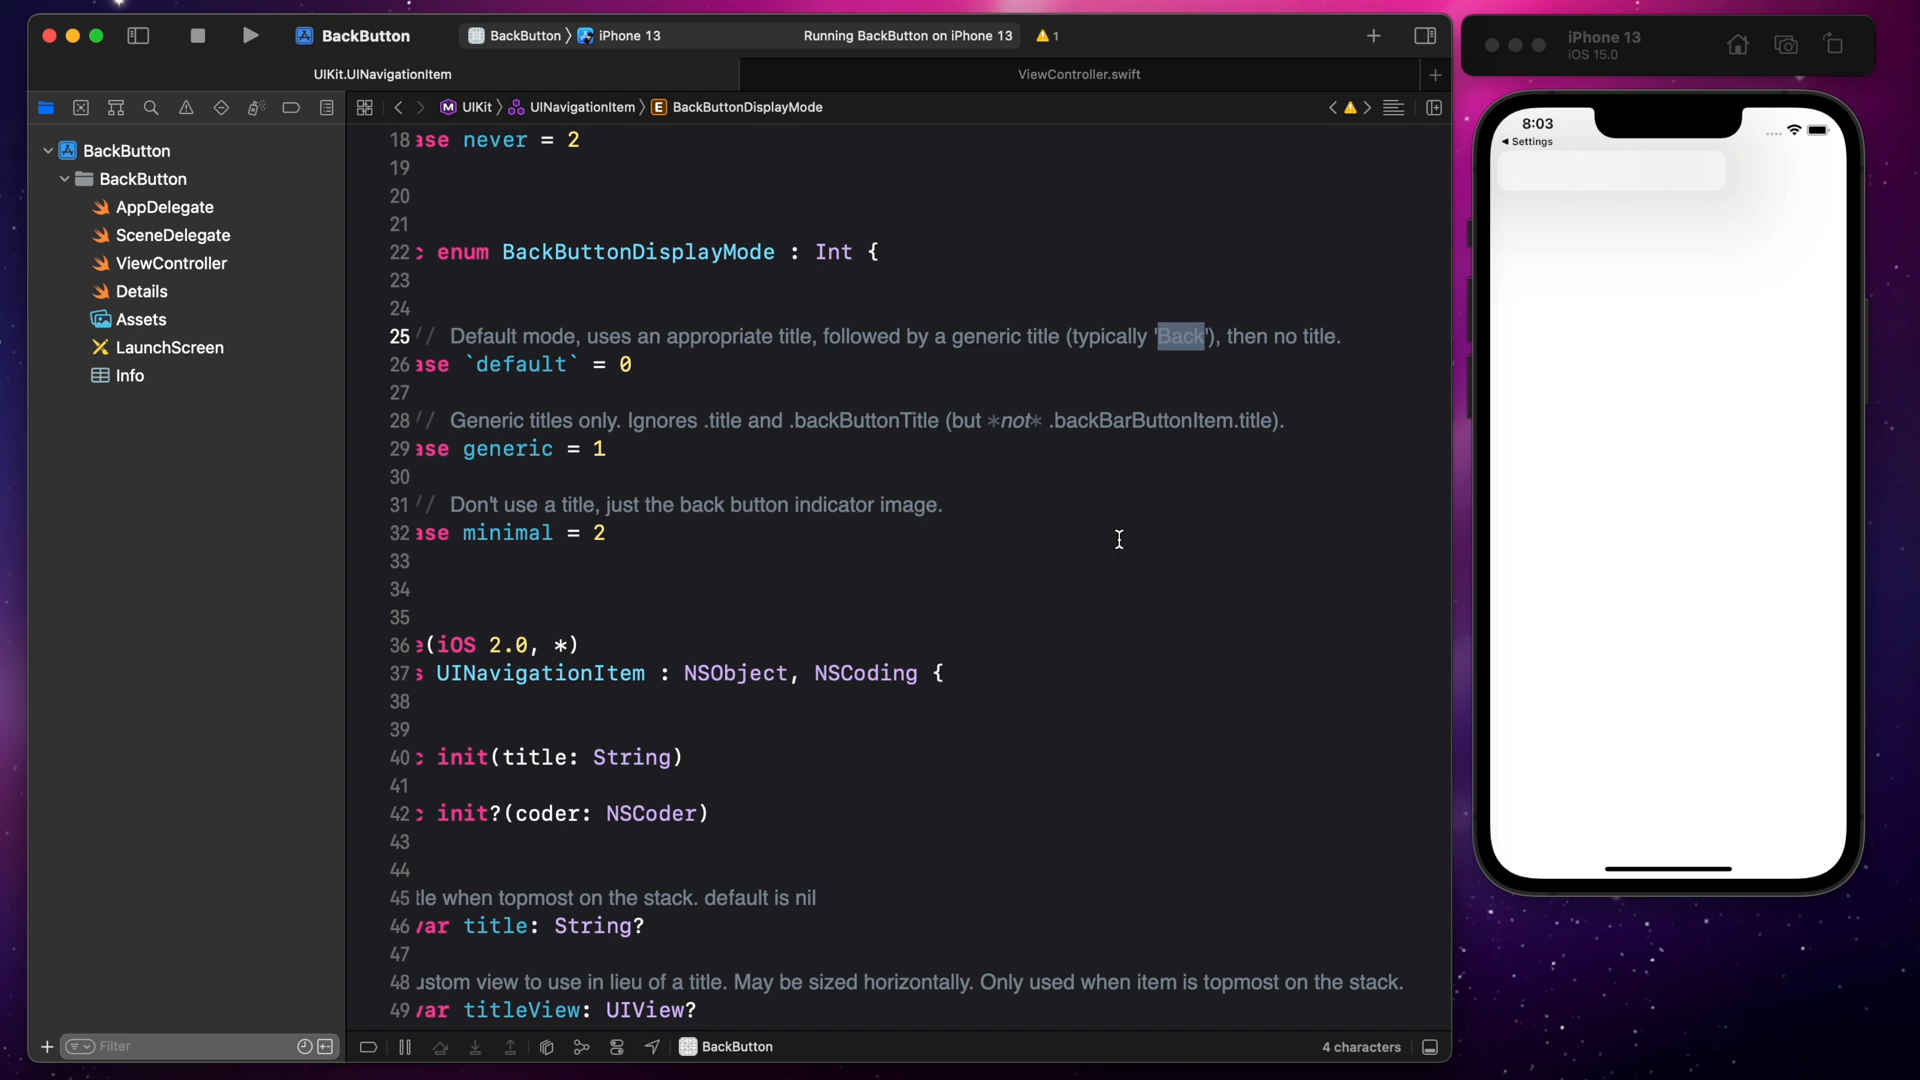 BackButton
BackButton 〉 iPhone 13
Running BackButton on iPhone 13
1
iPhone 13
iOS 15.0
UIKit.UINavigationItem
ViewController.swift
UIKit 〉 UINavigationItem 〉 E BackButtonDisplayMode
BackButton
BackButton
AppDelegate
SceneDelegate
ViewController
Details
Assets
LaunchScreen
Info
18 ase never = 2
19
20
21
22 c enum BackButtonDisplayMode : Int {
23
24
25 // Default mode, uses an appropriate title, followed by a generic title (typically 'Back'), then no title.
26 ase `default` = 0
27
28 // Generic titles only. Ignores .title and .backButtonTitle (but *not* .backBarButtonItem.title).
29 ase generic = 1
30
31 // Don't use a title, just the back button indicator image.
32 ase minimal = 2
33
34
35
36 e(iOS 2.0, *)
37 s UINavigationItem : NSObject, NSCoding {
38
39
40 c init(title: String)
41
42 c init?(coder: NSCoder)
43
44
45 tle when topmost on the stack. default is nil
46 var title: String?
47
48 ustom view to use in lieu of a title. May be sized horizontally. Only used when item is topmost on the stack.
49 var titleView: UIView?
Filter
BackButton
4 characters
8:03
◀ Settings